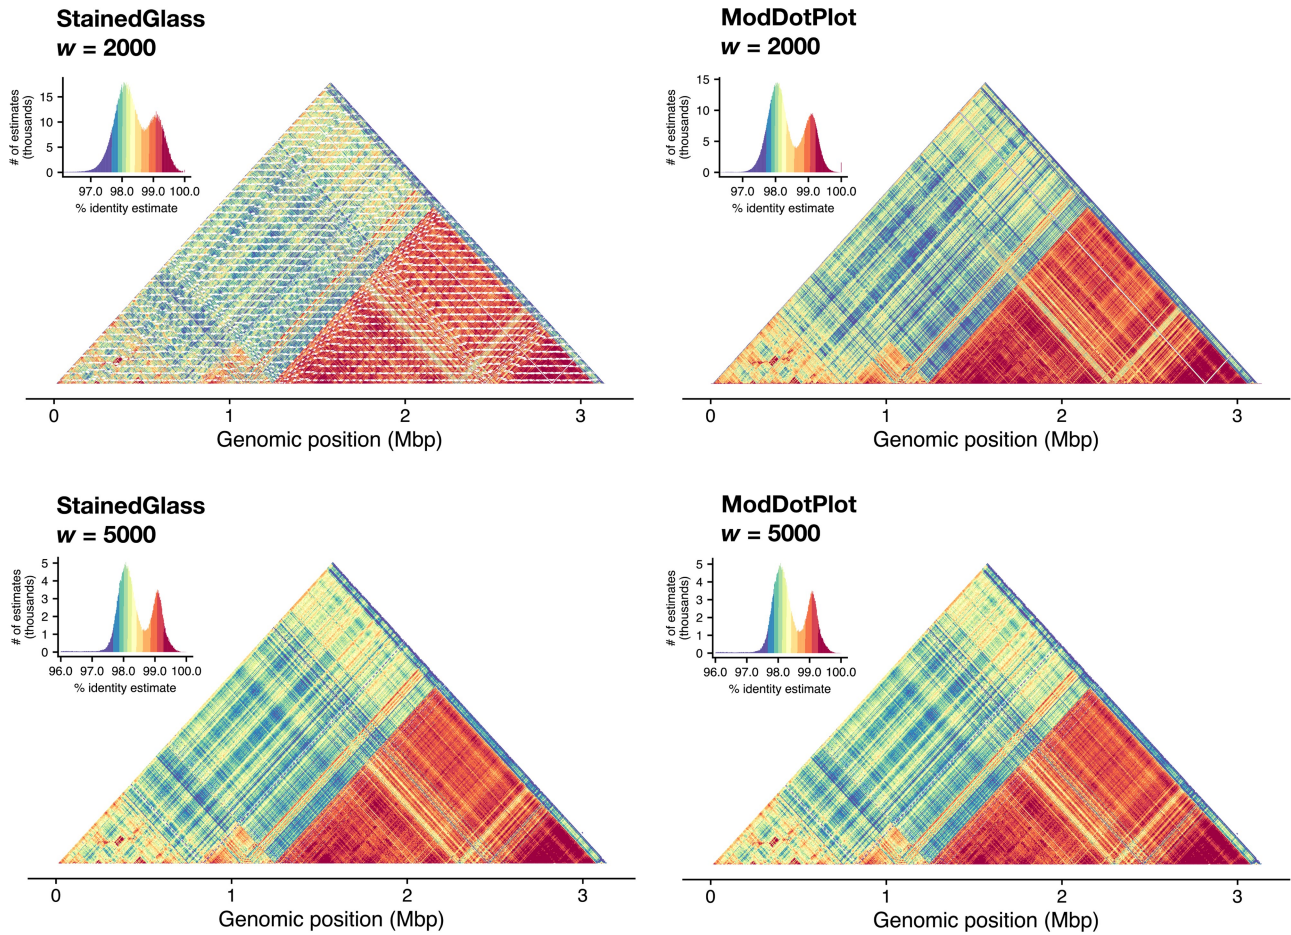 StainedGlass
w = 2000
# of estimates
(thousands)
15
10
5
0
97.0 98.0 99.0 100.0
% identity estimate
0 1 2 3
Genomic position (Mbp)
ModDotPlot
w = 2000
# of estimates
(thousands)
15
10
5
0
97.0 98.0 99.0 100.0
% identity estimate
0 1 2 3
Genomic position (Mbp)
StainedGlass
w = 5000
# of estimates
(thousands)
5
4
3
2
1
0
96.0 97.0 98.0 99.0 100.0
% identity estimate
0 1 2 3
Genomic position (Mbp)
ModDotPlot
w = 5000
# of estimates
(thousands)
5
4
3
2
1
0
96.0 97.0 98.0 99.0 100.0
% identity estimate
0 1 2 3
Genomic position (Mbp)